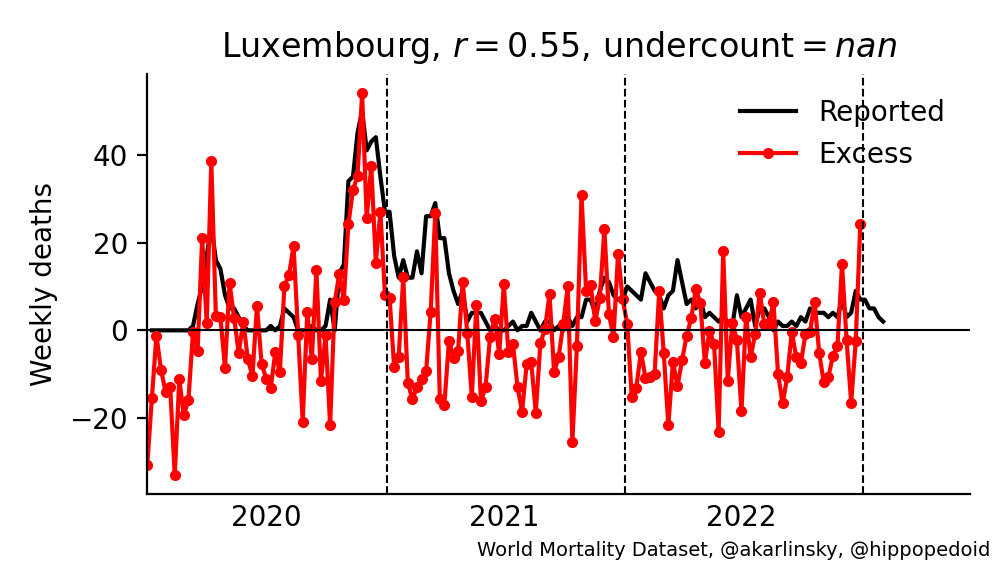 Luxembourg, r = 0.55, undercount = nan
Reported
Excess
Weekly deaths
40
20
0
−20
2020
2021
2022
World Mortality Dataset, @akarlinsky, @hippopedoid